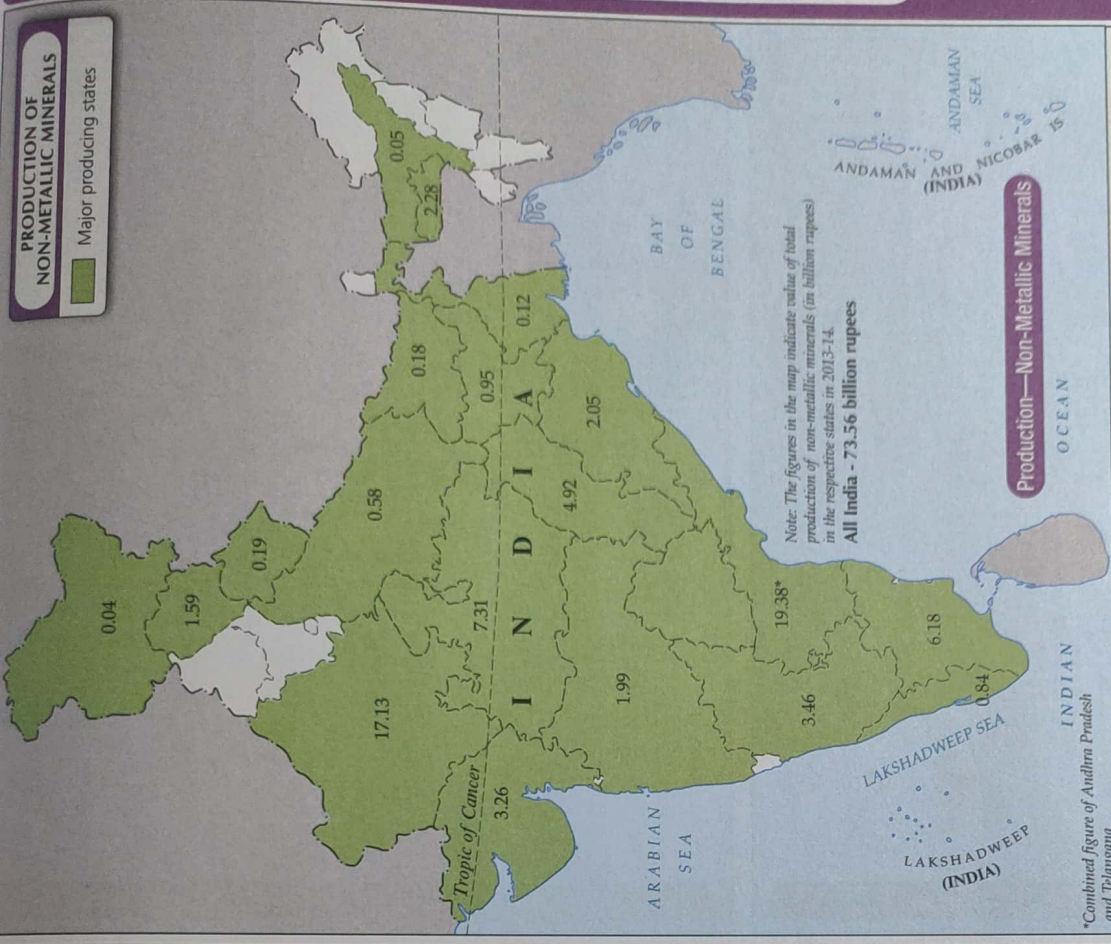 PRODUCTION OF
NON-METALLIC MINERALS
Major producing states
0.04
1.59
0.19
17.13
0.58
0.18
0.05
2.28
Tropic of Cancer
3.26
7.31
0.95
0.12
I N D I A
4.92
2.05
1.99
19.38*
3.46
6.18
0.84
ARABIAN
SEA
BAY
OF
BENGAL
Note: The figures in the map indicate value of total
production of non-metallic minerals (in billion rupees)
in the respective states in 2013-14.
All India - 73.56 billion rupees
LAKSHADWEEP SEA
LAKSHADWEEP
(INDIA)
ANDAMAN AND NICOBAR IS
(INDIA)
ANDAMAN
SEA
INDIAN OCEAN
Production—Non-Metallic Minerals
*Combined figure of Andhra Pradesh
and Telangana